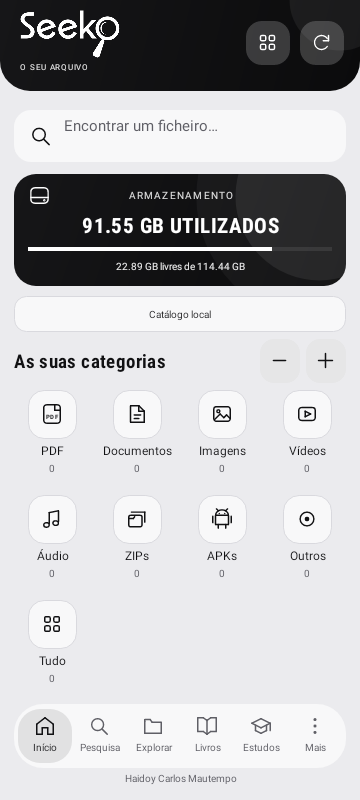 Seeko
O SEU ARQUIVO
Encontrar um ficheiro...
ARMAZENAMENTO
91.55 GB UTILIZADOS
22.89 GB livres de 114.44 GB
Catálogo local
As suas categorias
PDF
PDF Documentos Imagens Vídeos
0 0 0 0
Áudio ZIPs APKs Outros
0 0 0 0
Tudo
0
Início Pesquisa Explorar Livros Estudos Mais
Haidoy Carlos Mautempo